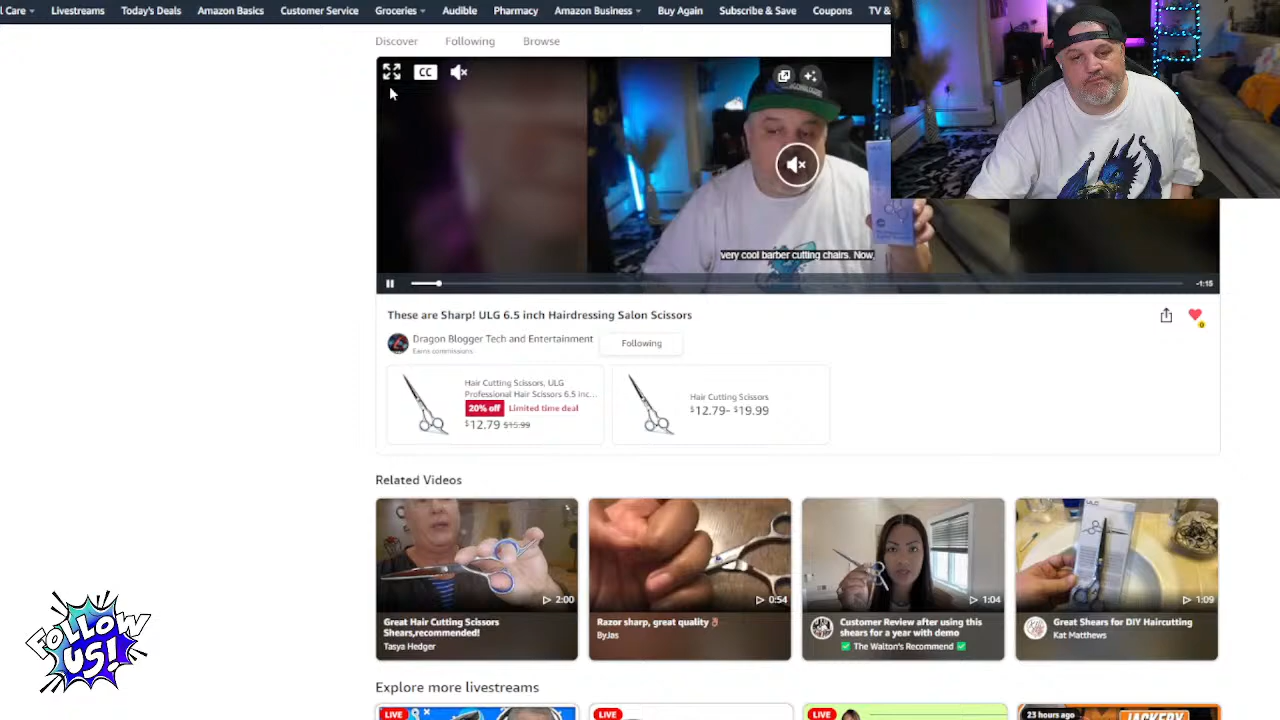 l Care
Livestreams
Today's Deals
Amazon Basics
Customer Service
Groceries
Audible
Pharmacy
Amazon Business
Buy Again
Subscribe & Save
Coupons
TV &
Discover
Following
Browse
CC
very cool barber cutting chairs. Now,
-1:15
These are Sharp! ULG 6.5 inch Hairdressing Salon Scissors
Dragon Blogger Tech and Entertainment
Earns commissions
Following
0
Hair Cutting Scissors, ULG
Professional Hair Scissors 6.5 inc...
20% off Limited time deal
$12.79 $15.99
Hair Cutting Scissors
$12.79- $19.99
Related Videos
2:00
Great Hair Cutting Scissors
Shears,recommended!
Tasya Hedger
0:54
Razor sharp, great quality
ByJas
1:04
Customer Review after using this
shears for a year with demo
The Walton's Recommend
1:09
Great Shears for DIY Haircutting
Kat Matthews
FOLLOW
US!
Explore more livestreams
LIVE
LIVE
LIVE
23 hours ago
JACKERY